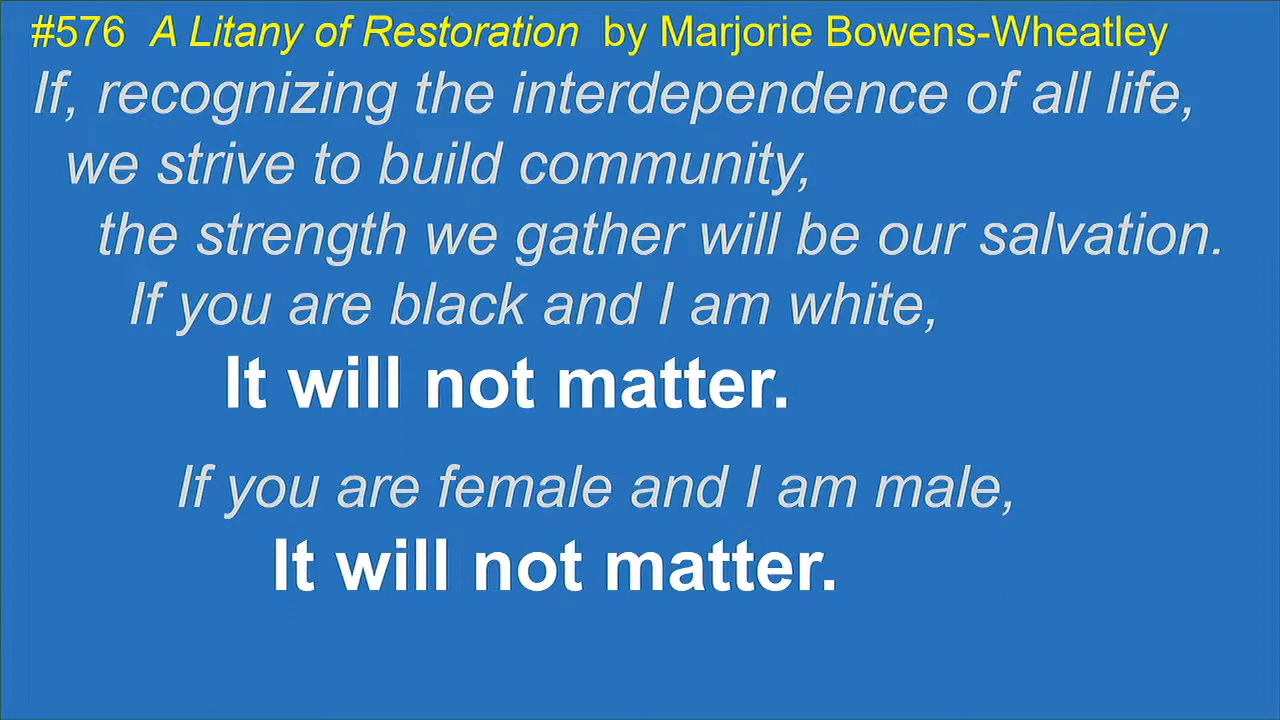 #576 A Litany of Restoration by Marjorie Bowens-Wheatley
If, recognizing the interdependence of all life,
we strive to build community,
the strength we gather will be our salvation.
If you are black and I am white,
It will not matter.
If you are female and I am male,
It will not matter.